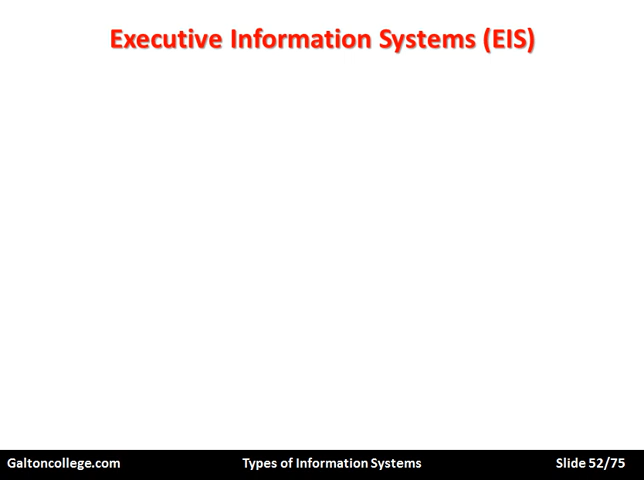 Executive Information Systems (EIS)
Galtoncollege.com Types of Information Systems Slide 52/75